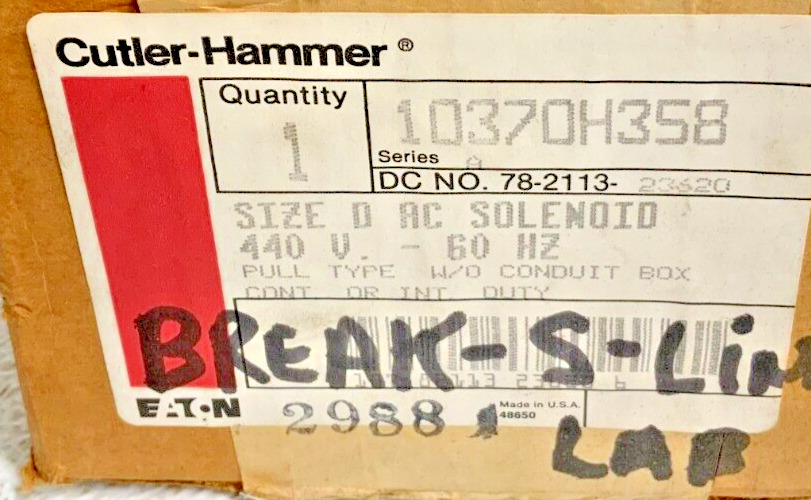 Cutler-Hammer ®
Quantity
1
10370H358
Series A
DC NO. 78-2113- 23620
SIZE D AC SOLENOID
440 V. - 60 HZ
PULL TYPE W/O CONDUIT BOX
CONT. OR INT. DUTY
BREAK-S-Lim
EATON
2988
Made in U.S.A.
48650
LAB